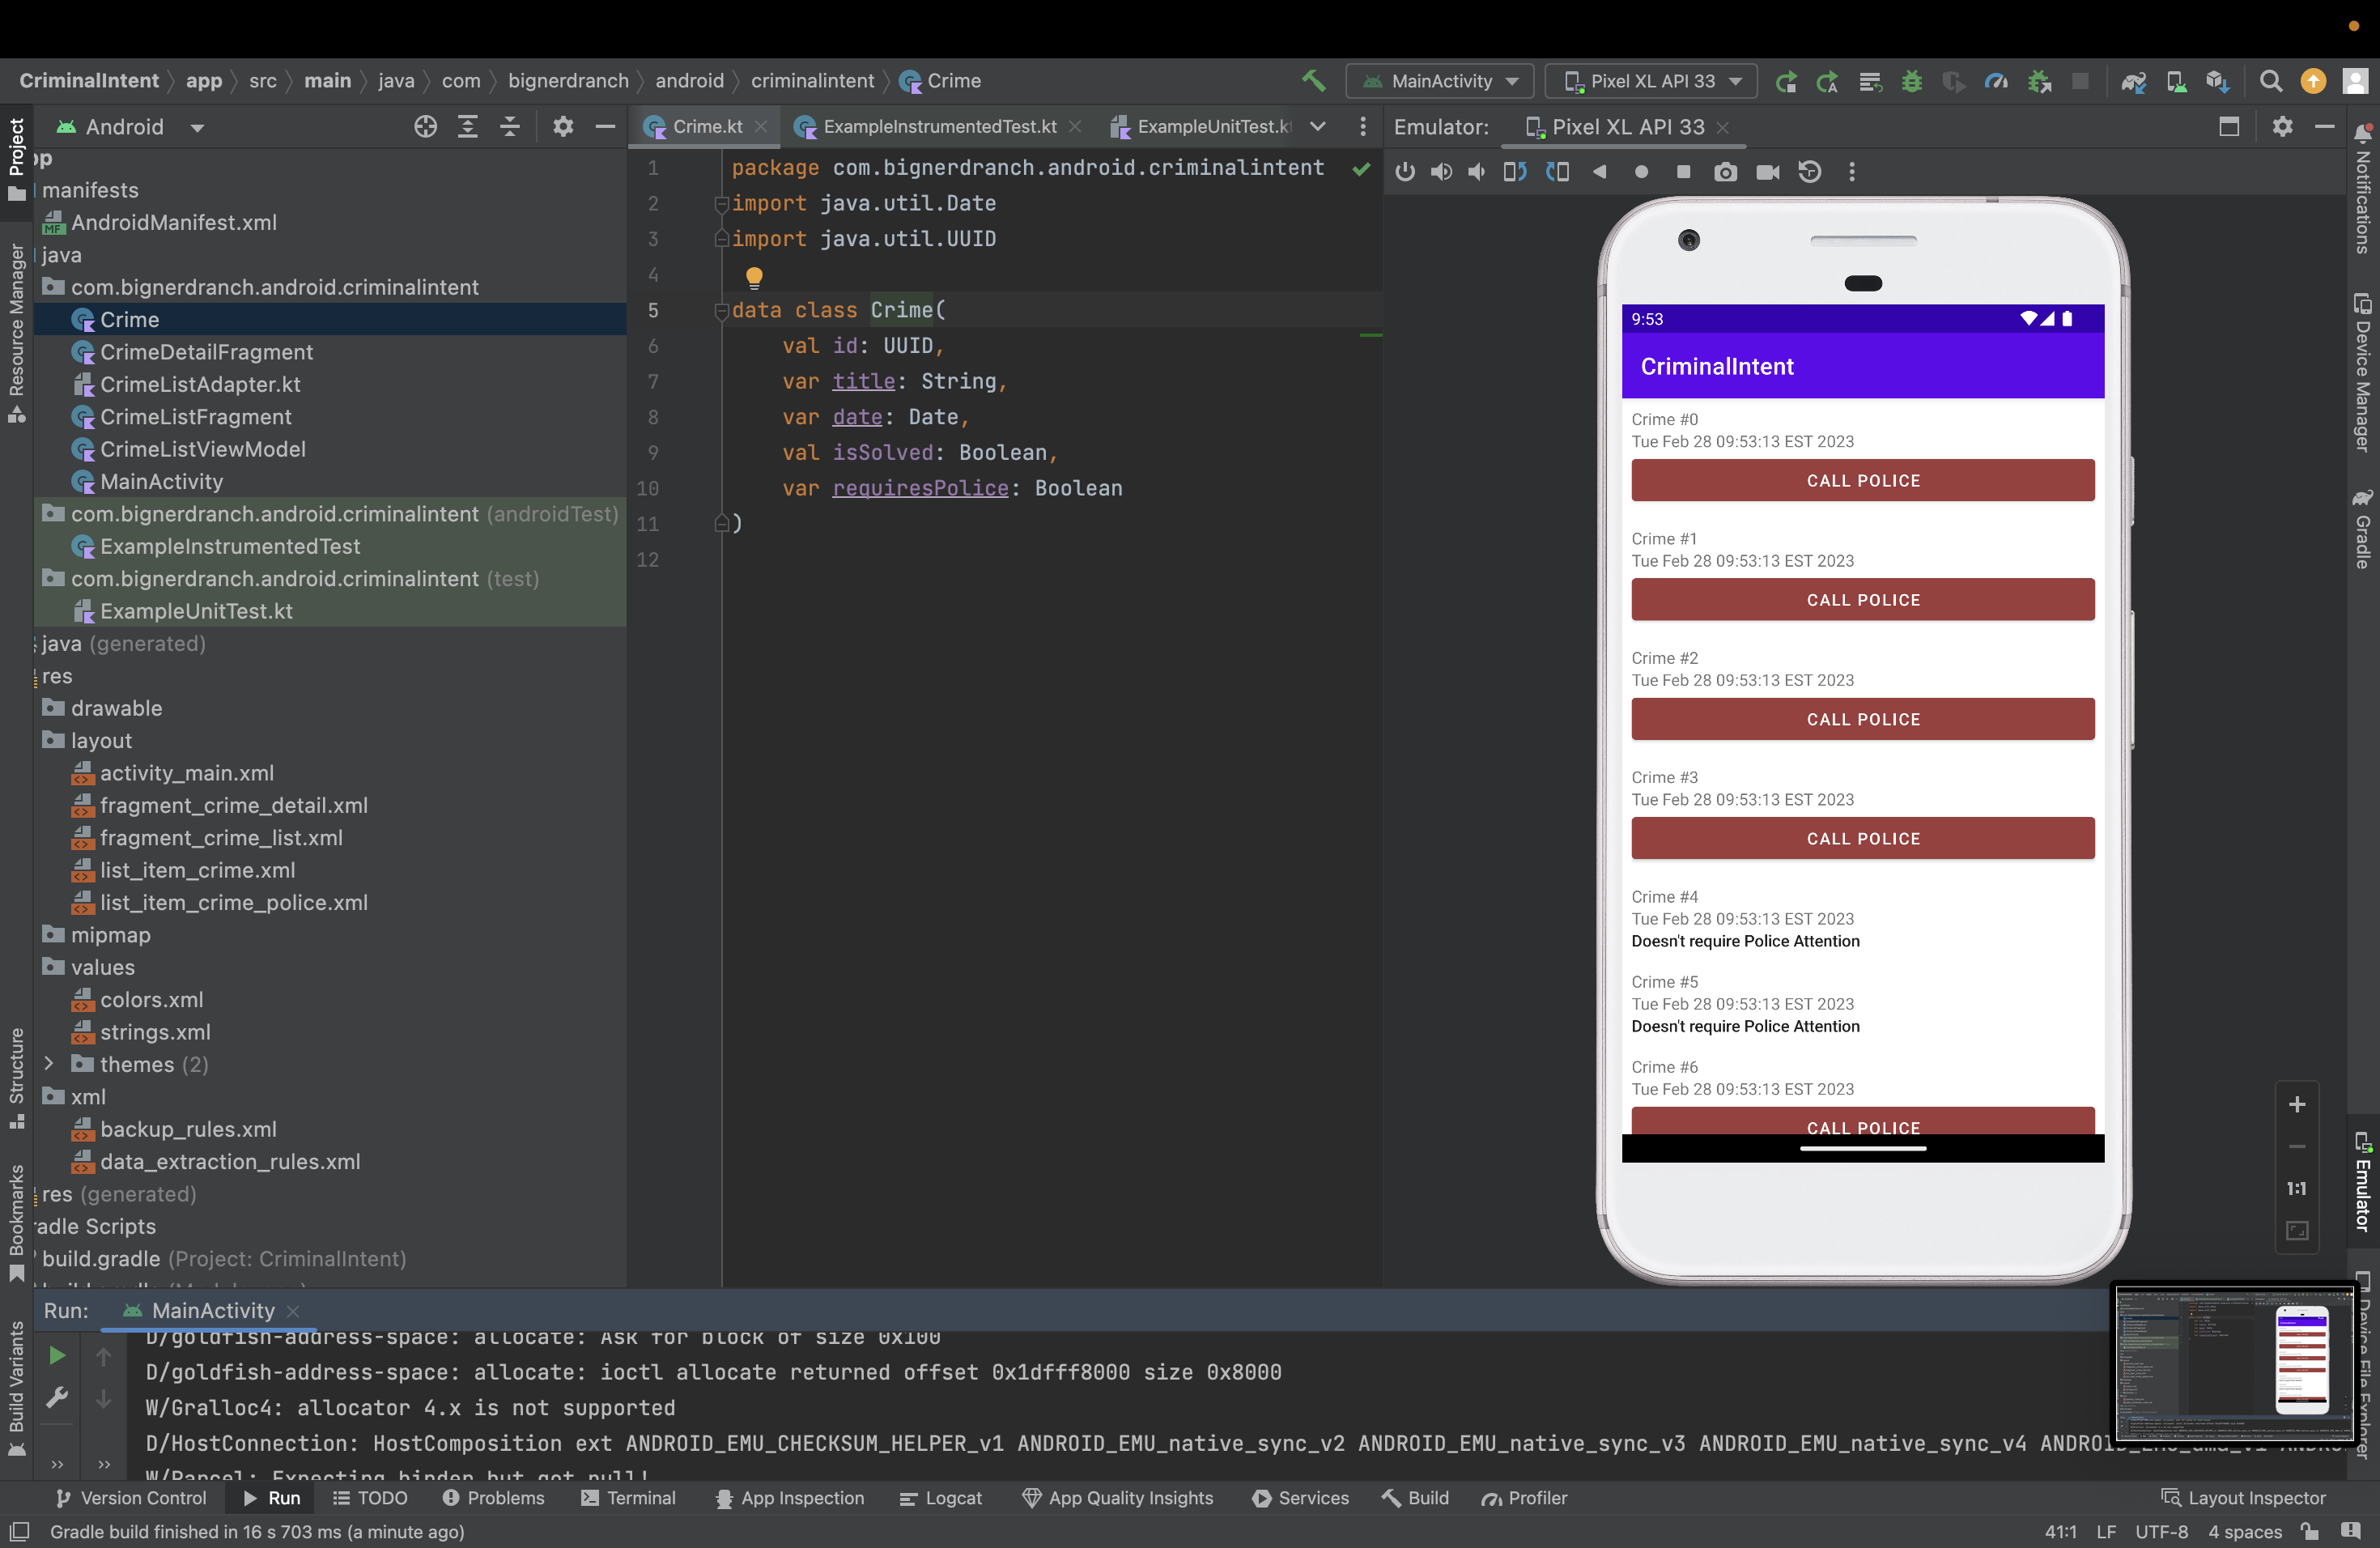 CriminalIntent app src main java com bignerdranch android criminalintent Crime
MainActivity
Pixel XL API 33
Project
Resource Manager
Structure
Bookmarks
Build Variants
Android
pp
manifests
AndroidManifest.xml
java
com.bignerdranch.android.criminalintent
Crime
CrimeDetailFragment
CrimeListAdapter.kt
CrimeListFragment
CrimeListViewModel
MainActivity
com.bignerdranch.android.criminalintent (androidTest)
ExampleInstrumentedTest
com.bignerdranch.android.criminalintent (test)
ExampleUnitTest.kt
java (generated)
res
drawable
layout
activity_main.xml
fragment_crime_detail.xml
fragment_crime_list.xml
list_item_crime.xml
list_item_crime_police.xml
mipmap
values
colors.xml
strings.xml
themes (2)
xml
backup_rules.xml
data_extraction_rules.xml
res (generated)
radle Scripts
build.gradle (Project: CriminalIntent)
Crime.kt
ExampleInstrumentedTest.kt
ExampleUnitTest.kt
1 package com.bignerdranch.android.criminalintent
2 import java.util.Date
3 import java.util.UUID
4
5 data class Crime(
6 val id: UUID,
7 var title: String,
8 var date: Date,
9 val isSolved: Boolean,
10 var requiresPolice: Boolean
11 )
12
Emulator: Pixel XL API 33
9:53
CriminalIntent
Crime #0
Tue Feb 28 09:53:13 EST 2023
CALL POLICE
Crime #1
Tue Feb 28 09:53:13 EST 2023
CALL POLICE
Crime #2
Tue Feb 28 09:53:13 EST 2023
CALL POLICE
Crime #3
Tue Feb 28 09:53:13 EST 2023
CALL POLICE
Crime #4
Tue Feb 28 09:53:13 EST 2023
Doesn't require Police Attention
Crime #5
Tue Feb 28 09:53:13 EST 2023
Doesn't require Police Attention
Crime #6
Tue Feb 28 09:53:13 EST 2023
CALL POLICE
1:1
Notifications
Device Manager
Gradle
Emulator
Device File Explorer
Run: MainActivity
D/goldfish-address-space: allocate: Ask for block of size 0x100
D/goldfish-address-space: allocate: ioctl allocate returned offset 0x1dfff8000 size 0x8000
W/Gralloc4: allocator 4.x is not supported
D/HostConnection: HostComposition ext ANDROID_EMU_CHECKSUM_HELPER_v1 ANDROID_EMU_native_sync_v2 ANDROID_EMU_native_sync_v3 ANDROID_EMU_native_sync_v4 ANDROID_EMU_dma_v1
W/Parcel: Expecting binder but got null!
Version Control
Run
TODO
Problems
Terminal
App Inspection
Logcat
App Quality Insights
Services
Build
Profiler
Layout Inspector
Gradle build finished in 16 s 703 ms (a minute ago)
41:1 LF UTF-8 4 spaces